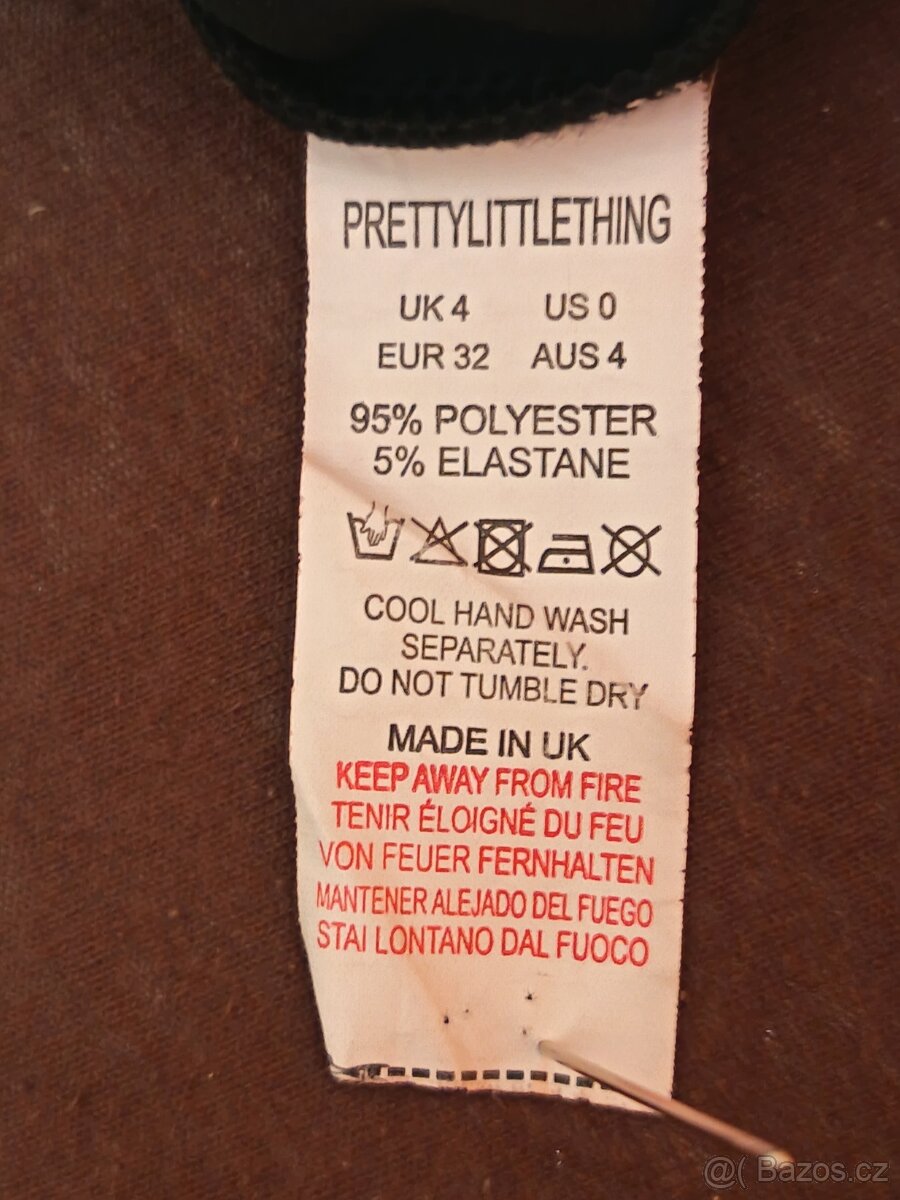 PRETTYLITTLETHING
UK 4 US 0
EUR 32 AUS 4
95% POLYESTER
5% ELASTANE
COOL HAND WASH
SEPARATELY.
DO NOT TUMBLE DRY
MADE IN UK
KEEP AWAY FROM FIRE
TENIR ÉLOIGNÉ DU FEU
VON FEUER FERNHALTEN
MANTENER ALEJADO DEL FUEGO
STAI LONTANO DAL FUOCO
@( Bazos.cz